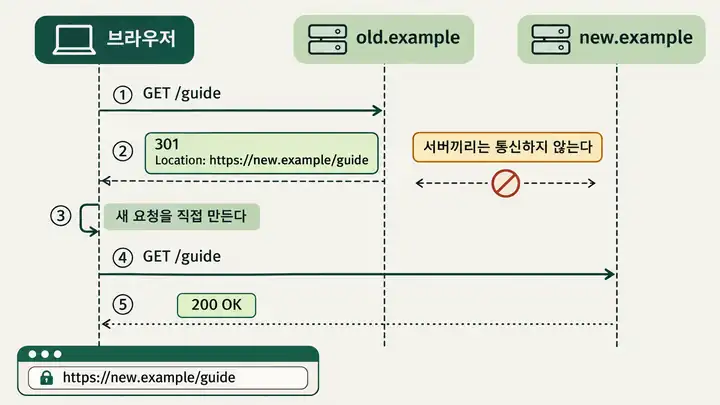 브라우저
old.example
new.example
① GET /guide
② 301
Location: https://new.example/guide
서버끼리는 통신하지 않는다
③ 새 요청을 직접 만든다
④ GET /guide
⑤ 200 OK
https://new.example/guide